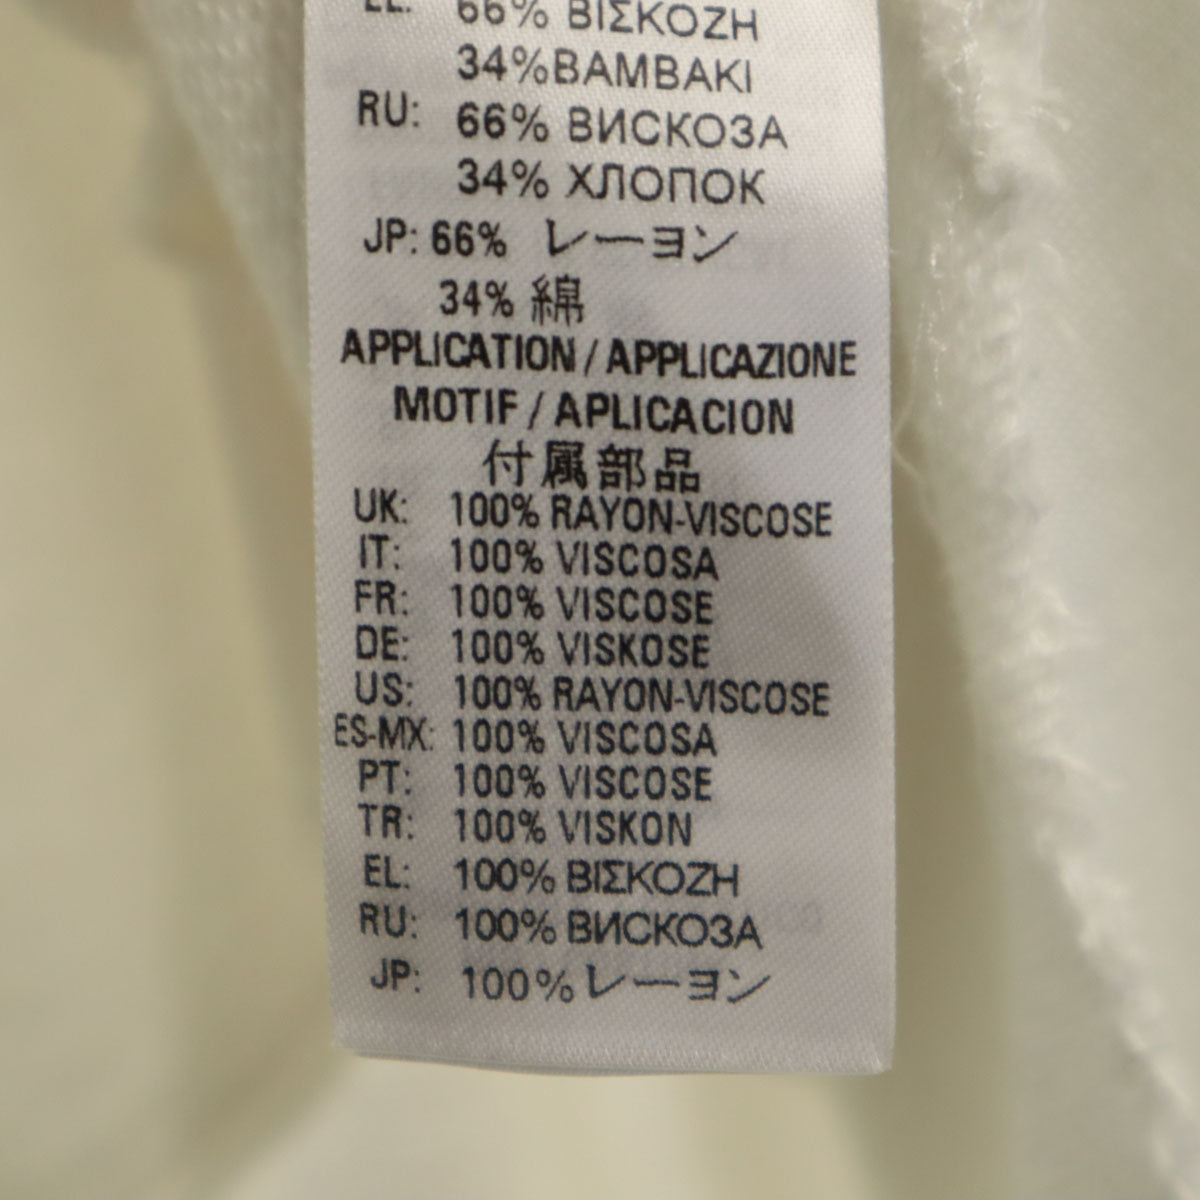 EL: 66% ΒΙΣΚΟΖΗ
34%ΒΑΜΒΑΚΙ
RU: 66% ВИСКОЗА
34% ХЛОПОК
JP: 66% レーヨン
34% 綿
APPLICATION / APPLICAZIONE
MOTIF / APLICACION
付属部品
UK: 100% RAYON-VISCOSE
IT: 100% VISCOSA
FR: 100% VISCOSE
DE: 100% VISKOSE
US: 100% RAYON-VISCOSE
ES-MX: 100% VISCOSA
PT: 100% VISCOSE
TR: 100% VISKON
EL: 100% ΒΙΣΚΟΖΗ
RU: 100% ВИСКОЗА
JP: 100% レーヨン